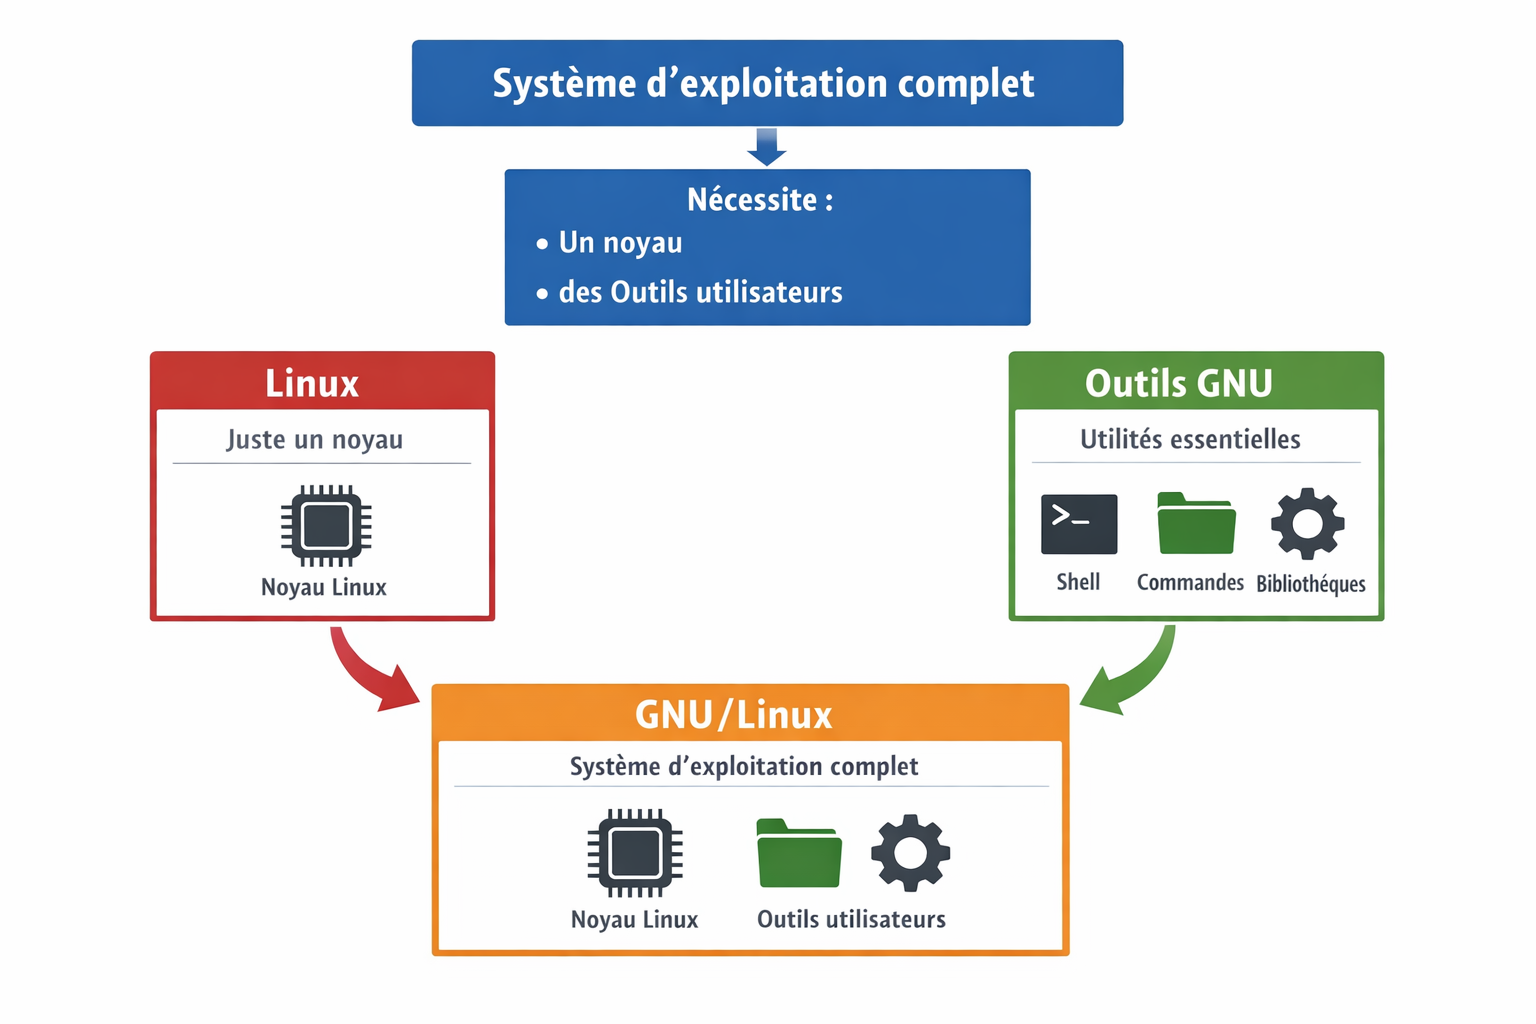 Système d’exploitation complet
Nécessite :
• Un noyau
• des Outils utilisateurs
Linux
Juste un noyau
Noyau Linux
Outils GNU
Utilités essentielles
>_
Shell
Commandes
Bibliothéques
GNU/Linux
Système d’exploitation complet
Noyau Linux
Outils utilisateurs